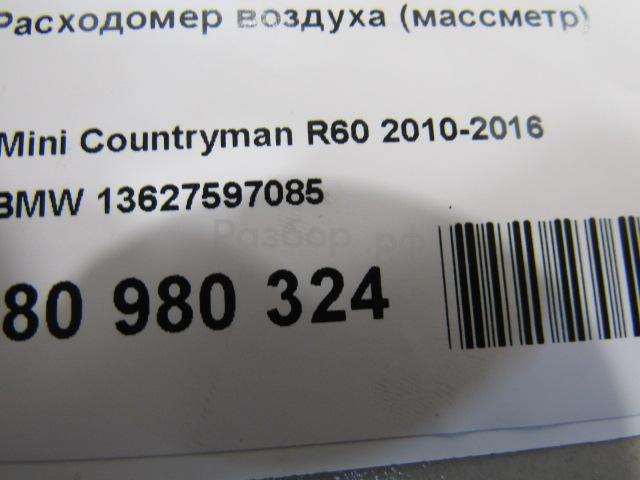 Расходомер воздуха (массметр)
Mini Countryman R60 2010-2016
BMW 13627597085
Разбор.рф
80 980 324